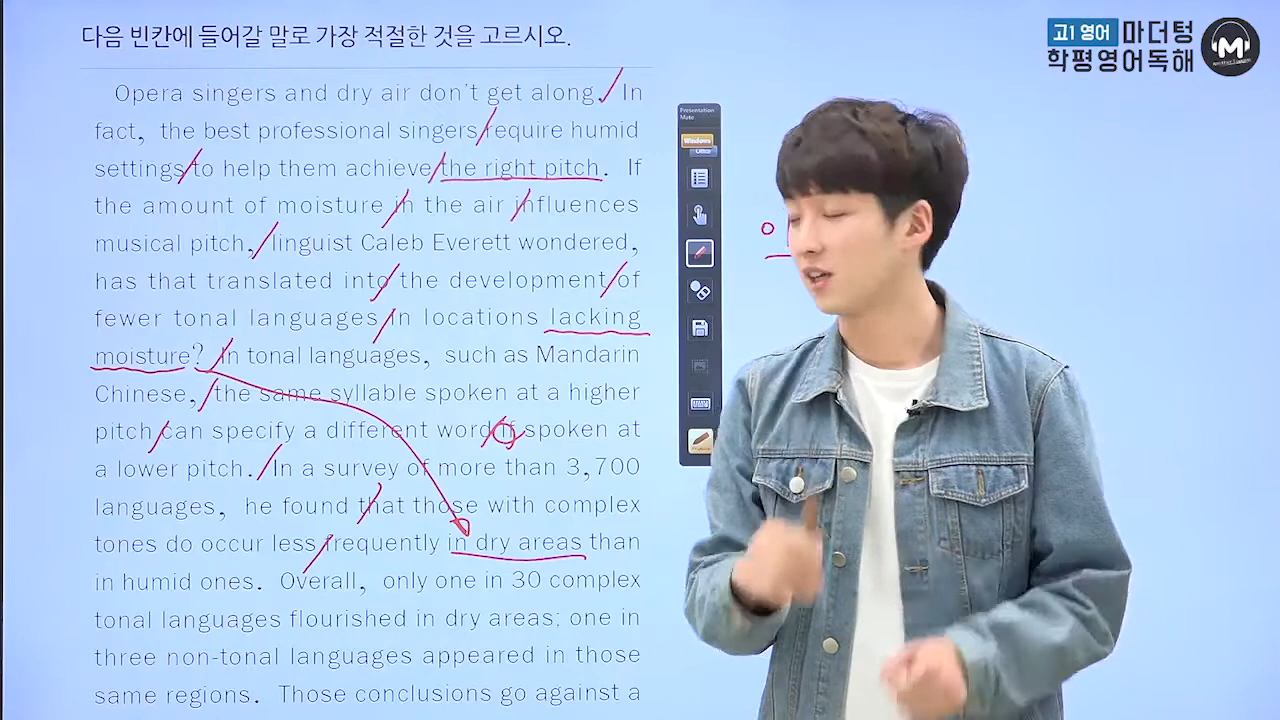 다음 빈칸에 들어갈 말로 가장 적절한 것을 고르시오.
고1 영어 마더텅
학평영어독해
M
Opera singers and dry air don't get along. In
fact, the best professional singers require humid
settings to help them achieve the right pitch. If
the amount of moisture in the air influences
musical pitch, linguist Caleb Everett wondered,
has that translated into the development of
fewer tonal languages in locations lacking
moisture? In tonal languages, such as Mandarin
Chinese, the same syllable spoken at a higher
pitch can specify a different word if spoken at
a lower pitch. In a survey of more than 3,700
languages, he found that those with complex
tones do occur less frequently in dry areas than
in humid ones. Overall, only one in 30 complex
tonal languages flourished in dry areas; one in
three non-tonal languages appeared in those
same regions. Those conclusions go against a
Presentation
Mate
Windows
Office